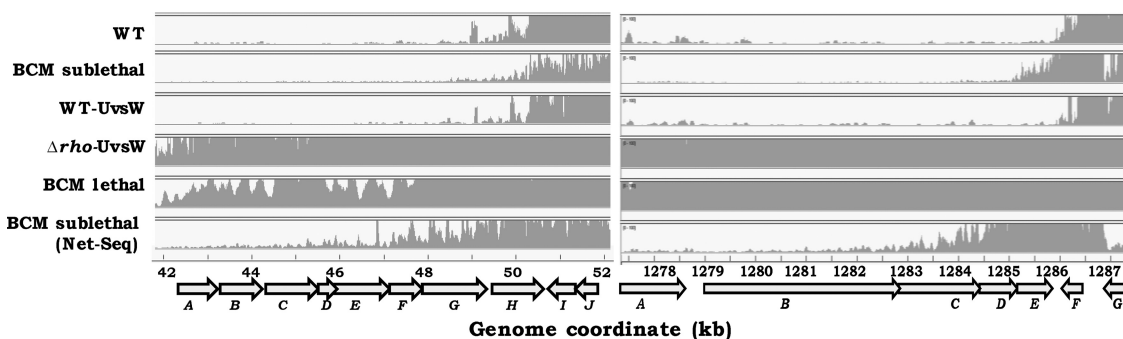 WT
BCM sublethal
WT-UvsW
Δrho-UvsW
BCM lethal
BCM sublethal
(Net-Seq)
42 44 46 48 50 52
1278 1279 1280 1281 1282 1283 1284 1285 1286 1287
A B C D E F G H I J
A B C D E F G
Genome coordinate (kb)